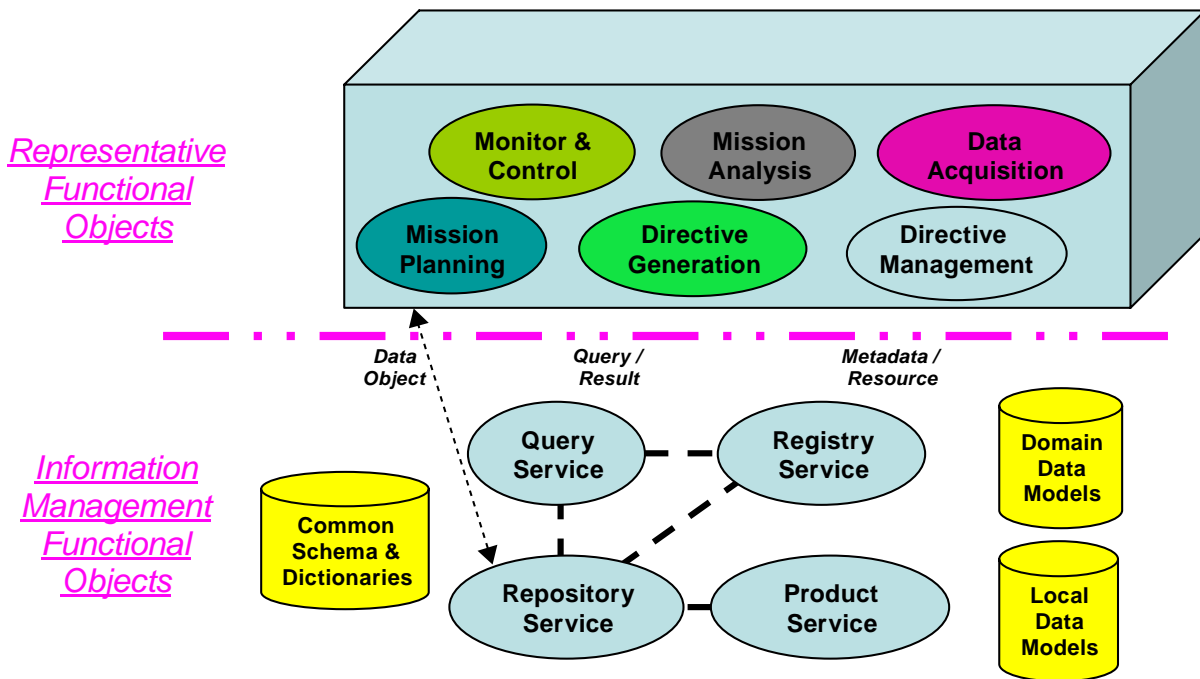 Representative
Functional
Objects
Monitor &
Control
Mission
Analysis
Data
Acquisition
Mission
Planning
Directive
Generation
Directive
Management
Data
Object
Query /
Result
Metadata /
Resource
Information
Management
Functional
Objects
Common
Schema &
Dictionaries
Query
Service
Registry
Service
Domain
Data
Models
Repository
Service
Product
Service
Local
Data
Models